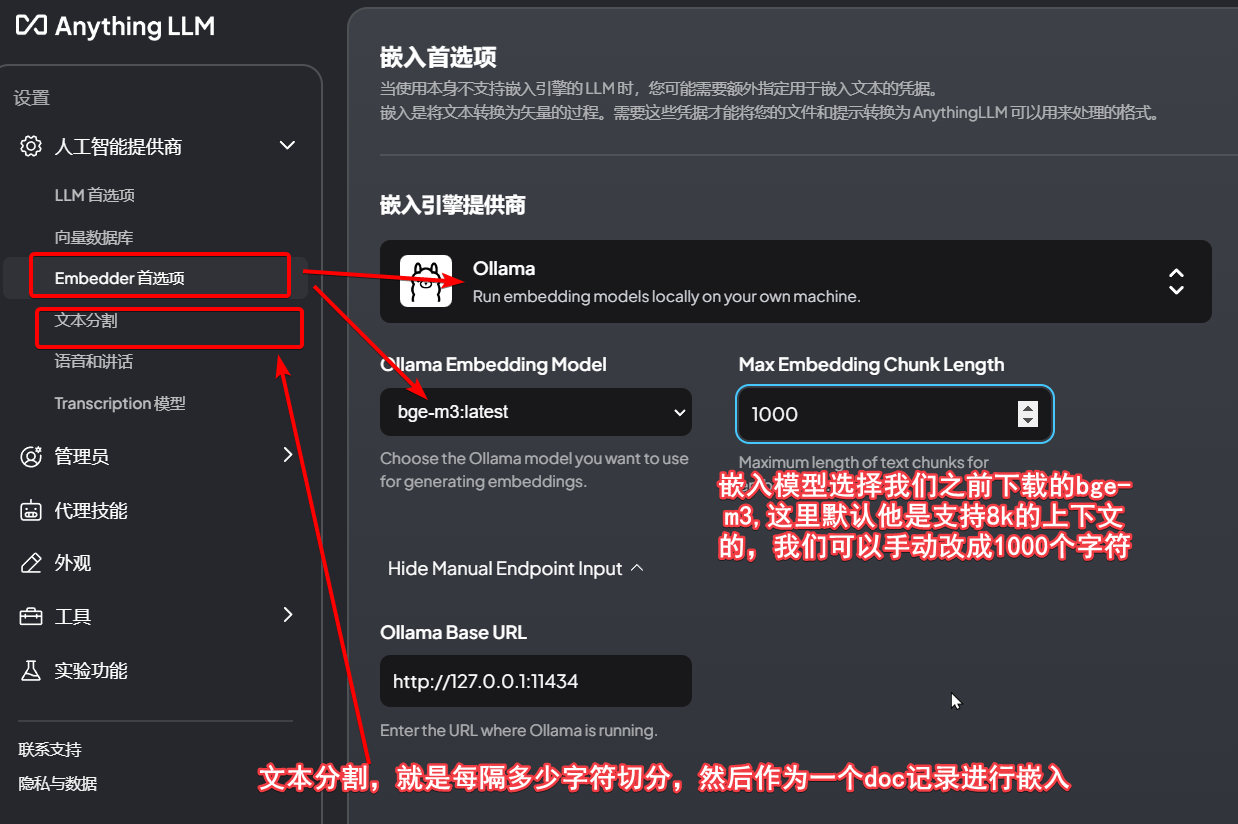 Anything LLM
设置
人工智能提供商
LLM 首选项
向量数据库
Embedder 首选项
文本分割
语音和讲话
Transcription 模型
管理员
代理技能
外观
工具
实验功能
联系支持
隐私与数据
嵌入首选项
当使用本身不支持嵌入引擎的 LLM 时，您可能需要额外指定用于嵌入文本的凭据。
嵌入是将文本转换为矢量的过程。需要这些凭据才能将您的文件和提示转换为 AnythingLLM 可以用来处理的格式。
嵌入引擎提供商
Ollama
Run embedding models locally on your own machine.
Ollama Embedding Model
bge-m3:latest
Choose the Ollama model you want to use
for generating embeddings.
Max Embedding Chunk Length
1000
Maximum length of text chunks for
嵌入模型选择我们之前下载的bge-
m3,这里默认他是支持8k的上下文
的，我们可以手动改成1000个字符
Hide Manual Endpoint Input
Ollama Base URL
http://127.0.0.1:11434
Enter the URL where Ollama is running.
文本分割，就是每隔多少字符切分，然后作为一个doc记录进行嵌入